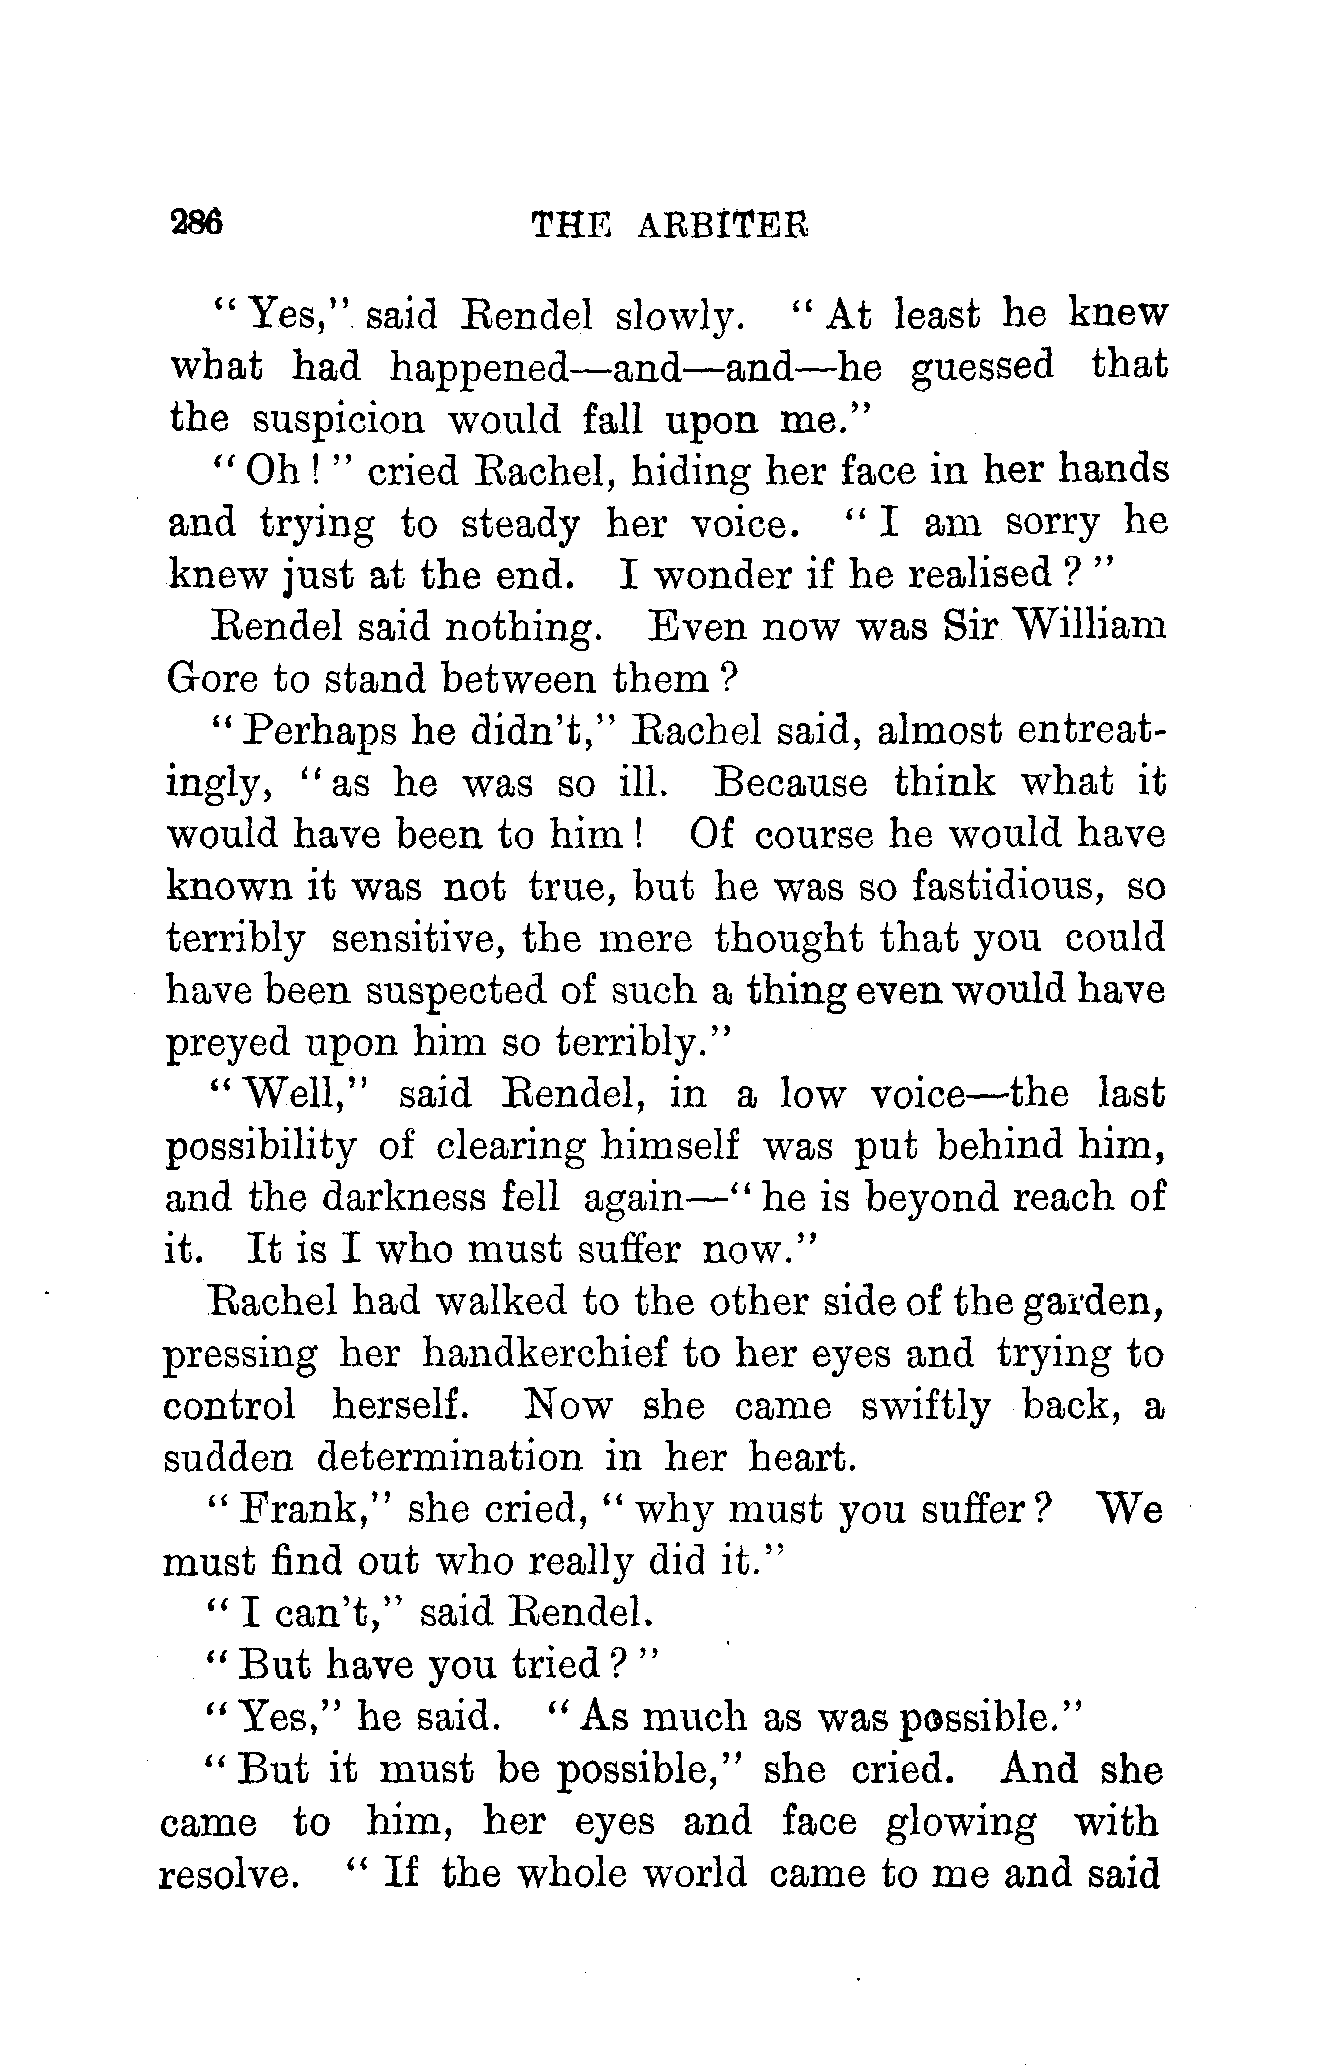 286 THE ARBITER
“ Yes,” said Rendel slowly. “ At least he knew
what had happened—and—and—he guessed that
the suspicion would fall upon me.”
“ Oh ! ” cried Rachel, hiding her face in her hands
and trying to steady her voice. “ I am sorry he
knew just at the end. I wonder if he realised ? ”
Rendel said nothing. Even now was Sir William
Gore to stand between them ?
“ Perhaps he didn't,” Rachel said, almost entreat-
ingly, “ as he was so ill. Because think what it
would have been to him ! Of course he would have
known it was not true, but he was so fastidious, so
terribly sensitive, the mere thought that you could
have been suspected of such a thing even would have
preyed upon him so terribly.”
“ Well,” said Rendel, in a low voice—the last
possibility of clearing himself was put behind him,
and the darkness fell again—“ he is beyond reach of
it. It is I who must suffer now.”
Rachel had walked to the other side of the garden,
pressing her handkerchief to her eyes and trying to
control herself. Now she came swiftly back, a
sudden determination in her heart.
“ Frank,” she cried, “ why must you suffer ? We
must find out who really did it.”
“ I can't,” said Rendel.
“ But have you tried ? ”
“ Yes,” he said. “ As much as was possible.”
“ But it must be possible,” she cried. And she
came to him, her eyes and face glowing with
resolve. “ If the whole world came to me and said